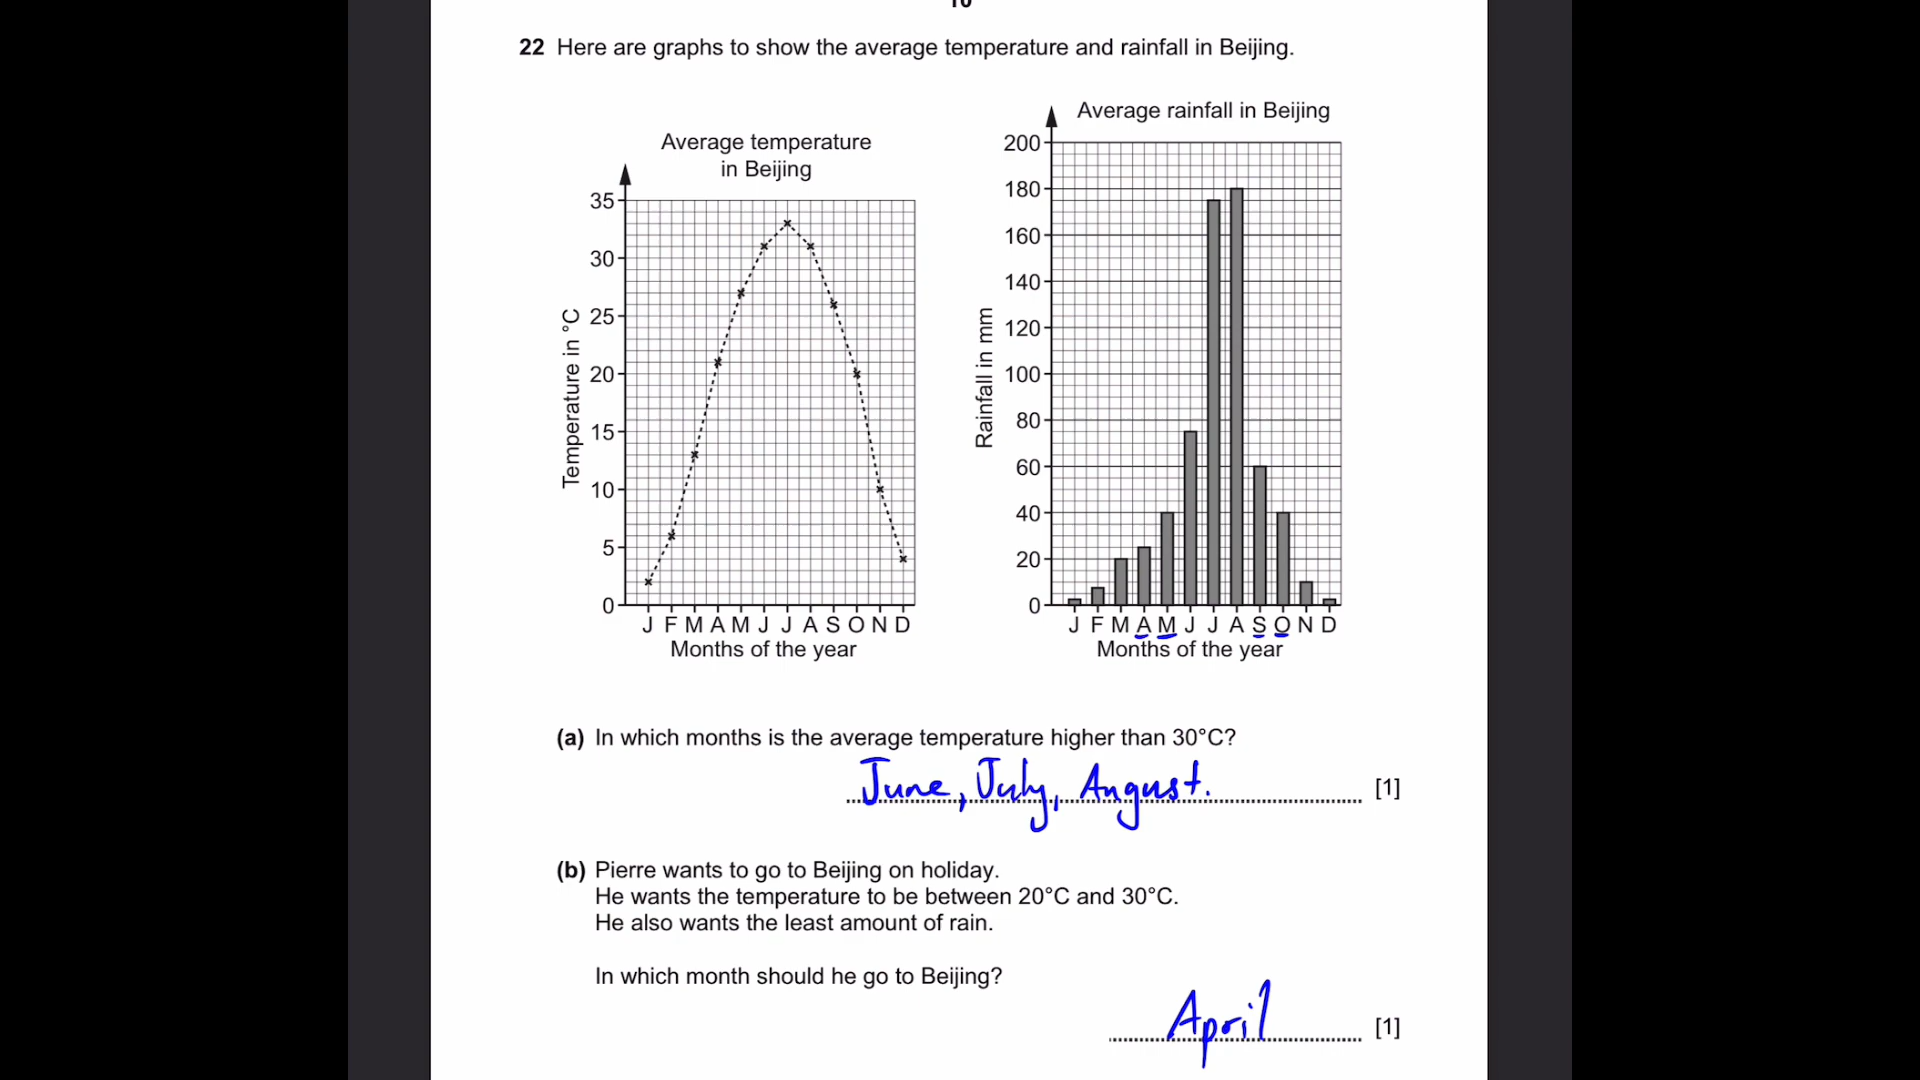 22 Here are graphs to show the average temperature and rainfall in Beijing.
Average temperature
in Beijing
35
30
25
20
15
10
5
0
Temperature in °C
J F M A M J J A S O N D
Months of the year
Average rainfall in Beijing
200
180
160
140
120
100
80
60
40
20
0
Rainfall in mm
J F M A M J J A S O N D
Months of the year
(a) In which months is the average temperature higher than 30°C?
June, July, August. [1]
(b) Pierre wants to go to Beijing on holiday.
He wants the temperature to be between 20°C and 30°C.
He also wants the least amount of rain.
In which month should he go to Beijing?
April [1]